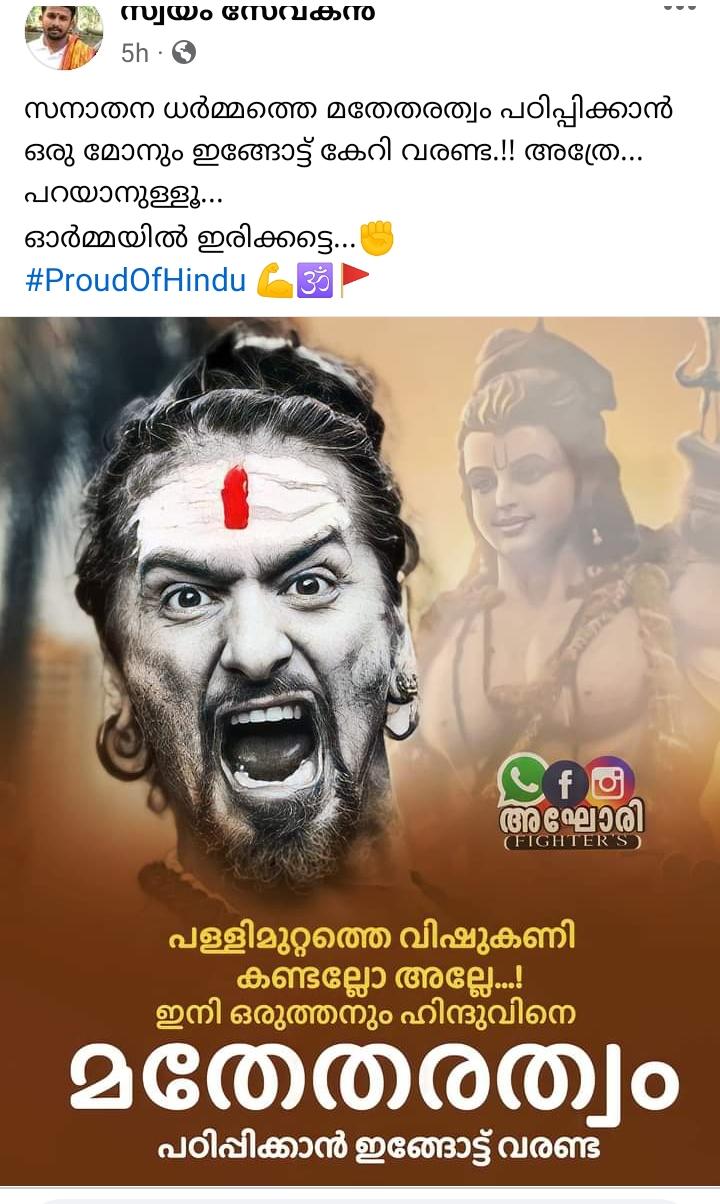 സ്വയം സേവകൻ
5h ·
സനാതന ധർമ്മത്തെ മതേതരത്വം പഠിപ്പിക്കാൻ
ഒരു മോനും ഇങ്ങോട്ട് കേറി വരണ്ട.!! അത്രേ...
പറയാനുള്ളൂ...
ഓർമ്മയിൽ ഇരിക്കട്ടെ...✊
#ProudOfHindu 💪🕉🚩
അഘോരി
(FIGHTER'S)
പള്ളിമുറ്റത്തെ വിഷുകണി
കണ്ടല്ലോ അല്ലേ...!
ഇനി ഒരുത്തനും ഹിന്ദുവിനെ
മതേതരത്വം
പഠിപ്പിക്കാൻ ഇങ്ങോട്ട് വരണ്ട